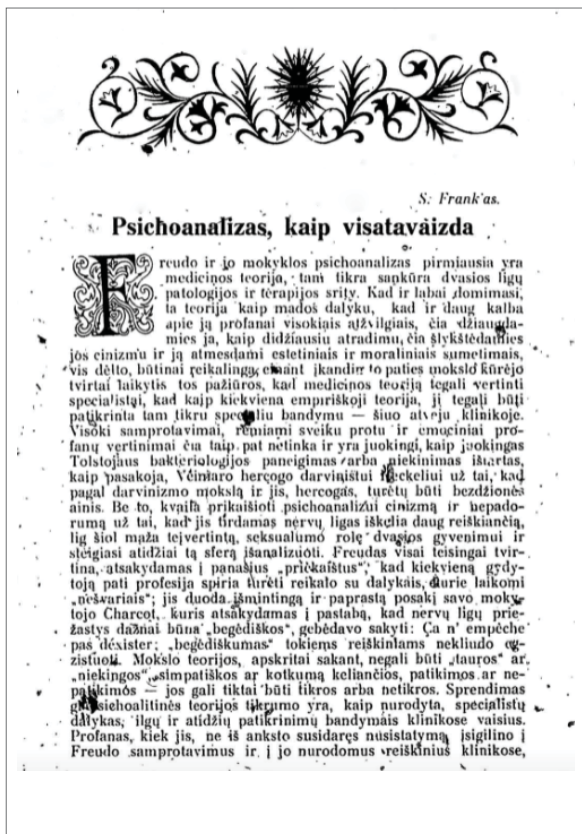 S. Frank'as.
Psichoanalizas, kaip visatavaizda
Freudo ir jo mokyklos psichoanalizas pirmiausia yra
medicinos teorija, tam tikra sąpkūra dvasios ligų
patologijos ir terapijos srity. Kad ir labai domimasi,
ta teorija kaip mados dalyku, kad ir daug kalba
apie ją profanai visokiais atžvilgiais, čia džiaugda-
mies ja, kaip didžiausiu atradimu, čia šlykštėdamies
jos cinizmu ir ją atmesdami estetiniais ir moraliniais sumetimais,
vis dėlto, būtinai reikalinga, einant įkandin to paties mokslo kūrėjo
tvirtai laikytis tos pažiūros, kad medicinos teoriją tegali vertinti
specialistai, kad kaip kiekviena empiriškoji teorija, ji tegali būti
patikrinta tam tikru specialiu bandymu — šiuo atveju klinikoje.
Visoki samprotavimai, remiami sveiku protu ir emociniai pro-
fanų vertinimai čia taip pat netinka ir yra juokingi, kaip juokingas
Tolstojaus bakteriologijos paneigimas arba niekinimas ištartas,
kaip pasakoja, Veimaro hercogo darvinistui Heckeliui už tai, kad
pagal darvinizmo mokslą ir jis, hercogas, turėtų būti bezdžionės
ainis. Be to, kvaila prikaišioti psichoanalizui cinizmą ir nepado-
rumą už tai, kad jis tirdamas nervų ligas iškelia daug reiškiančią,
lig šiol maža teįvertintą, seksualumo rolę dvasios gyvenimui ir
steigiasi atidžiai tą sferą išanalizuoti. Freudas visai teisingai tvir-
tina, atsakydamas į panašius „priekaištus“, kad kiekvieną gydy-
toją pati profesija spiria turėti reikalo su dalykais, kurie laikomi
„nešvariais“; jis duoda išmintingą ir paprastą posakį savo moky-
tojo Charcot, kuris atsakydamas į pastabą, kad nervų ligų prie-
žastys dažnai būna „begėdiškos“, gebėdavo sakyti: Ça n' empêche
pas d'exister; „begėdiškumas“ tokiems reiškiniams nekliudo eg-
zistuoti. Mokslo teorijos, apskritai sakant, negali būti „tauros“ ar
„niekingos“, simpatiškos ar kotkumą keliančios, patikimos ar ne-
patikimos — jos gali tiktai būti tikros arba netikros. Sprendimas
psichoalitinės teorijos tikrumo yra, kaip nurodyta, specialistų
dalykas, ilgų ir atidžių patikrinimų bandymais klinikose vaisius.
Profanas, kiek jis, ne iš anksto susidaręs nusistatymą, įsigilino į
Freudo samprotavimus ir į jo nurodomus reiškinius klinikose,